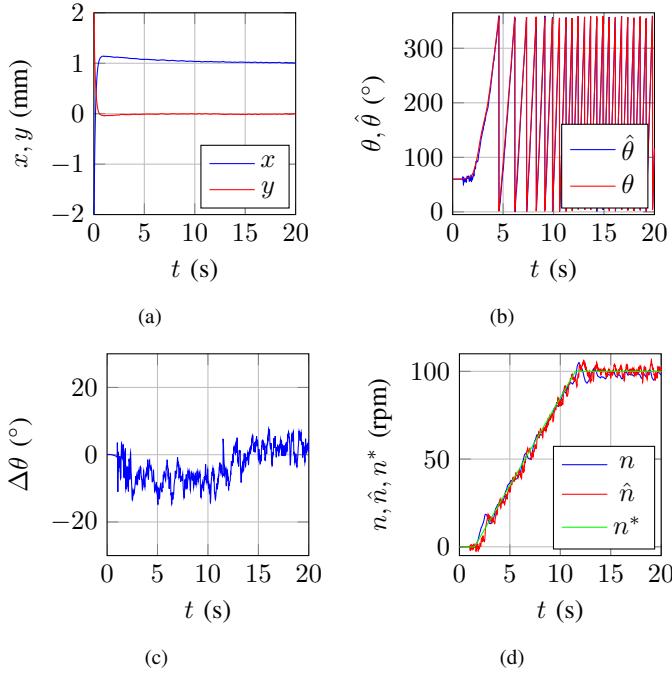 2
1
0
−1
−2
0 5 10 15 20
x, y (mm)
t (s)
x
y
(a)
300
200
100
0
0 5 10 15 20
θ, θ̂ (°)
t (s)
θ̂
θ
(b)
20
0
−20
0 5 10 15 20
Δθ (°)
t (s)
(c)
100
50
0
0 5 10 15 20
n, n̂, n* (rpm)
t (s)
n
n̂
n*
(d)